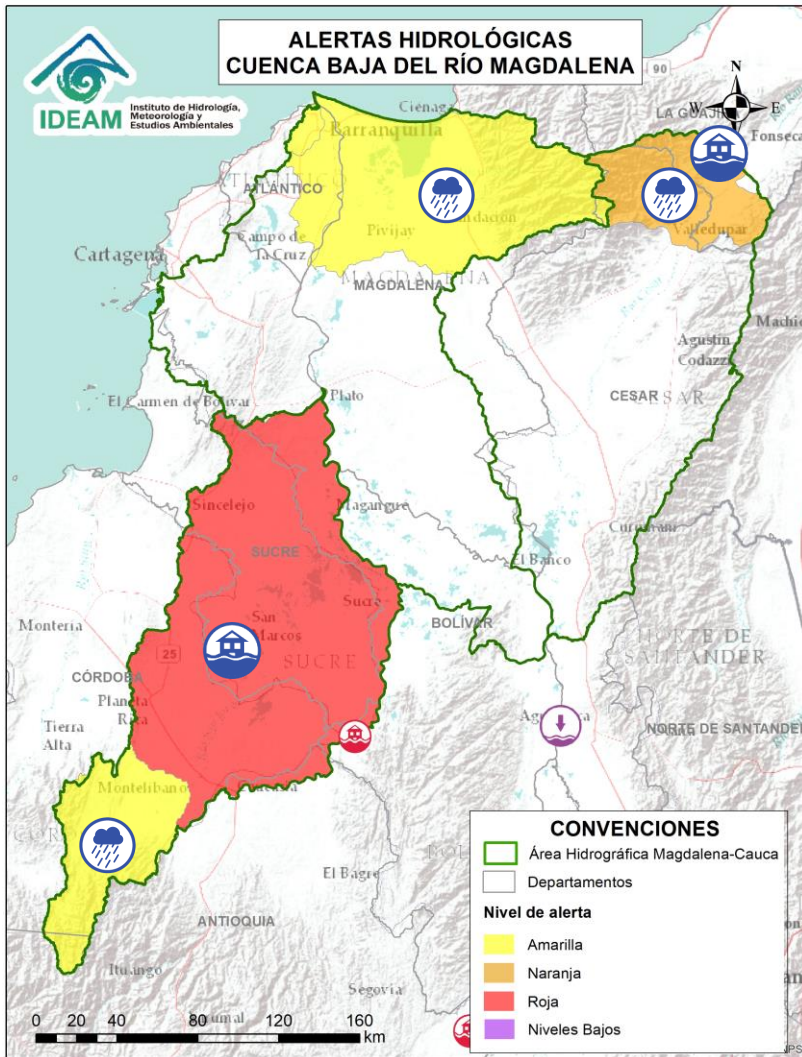 ALERTAS HIDROLÓGICAS
CUENCA BAJA DEL RÍO MAGDALENA
IDEAM
Instituto de Hidrología,
Meteorología y
Estudios Ambientales
90
N
W
E
Ciénaga
LA GUAJIRA
Fonseca
Barranquilla
ATLÁNTICO
Cartagena
Campo de
la Cruz
Pivijay
Valledupar
MAGDALENA
MAGDALENA
Agustín
Codazzi
CESAR
CESAR
El Carmen de Bolívar
Plato
Sincelejo
Magangue
SUCRE
El Banco
Sucre
San
Marcos
BOLÍVAR
Montería
25
SUCRE
NORTE DE
SANTANDER
CÓRDOBA
Planeta
Rica
Tierra
Alta
NORTE DE SANTANDER
Montelibano
El Bagre
ANTIOQUIA
Ituango
Segovia
0 40 80 120 160
km
CONVENCIONES
Área Hidrográfica Magdalena-Cauca
Departamentos
Nivel de alerta
Amarilla
Naranja
Roja
Niveles Bajos